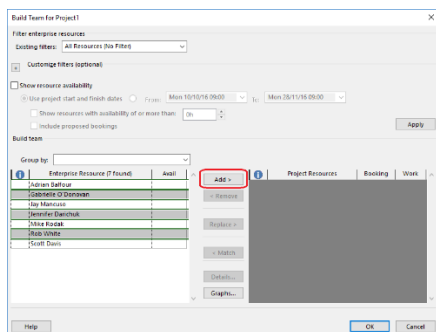 Build Team for Project1
Filter enterprise resources
Existing filters: All Resources (No Filter)
Customize filters (optional)
Show resource availability
Use project start and finish dates From: Mon 10/10/16 09:00 To: Mon 28/11/16 09:00
Show resources with availability of or more than: 0h
Include proposed bookings
Apply
Build team
Group by:
Enterprise Resource (7 found) Avail
Add >
Project Resources Booking Work
Adrien Balfour
Gabrielle O Donovan
< Remove
Jay Mancuso
Jennifer Danchuk
Mike Rodak
Replace >
Rob White
Scott Davis
< Match
Details...
Graphs...
Help
OK
Cancel